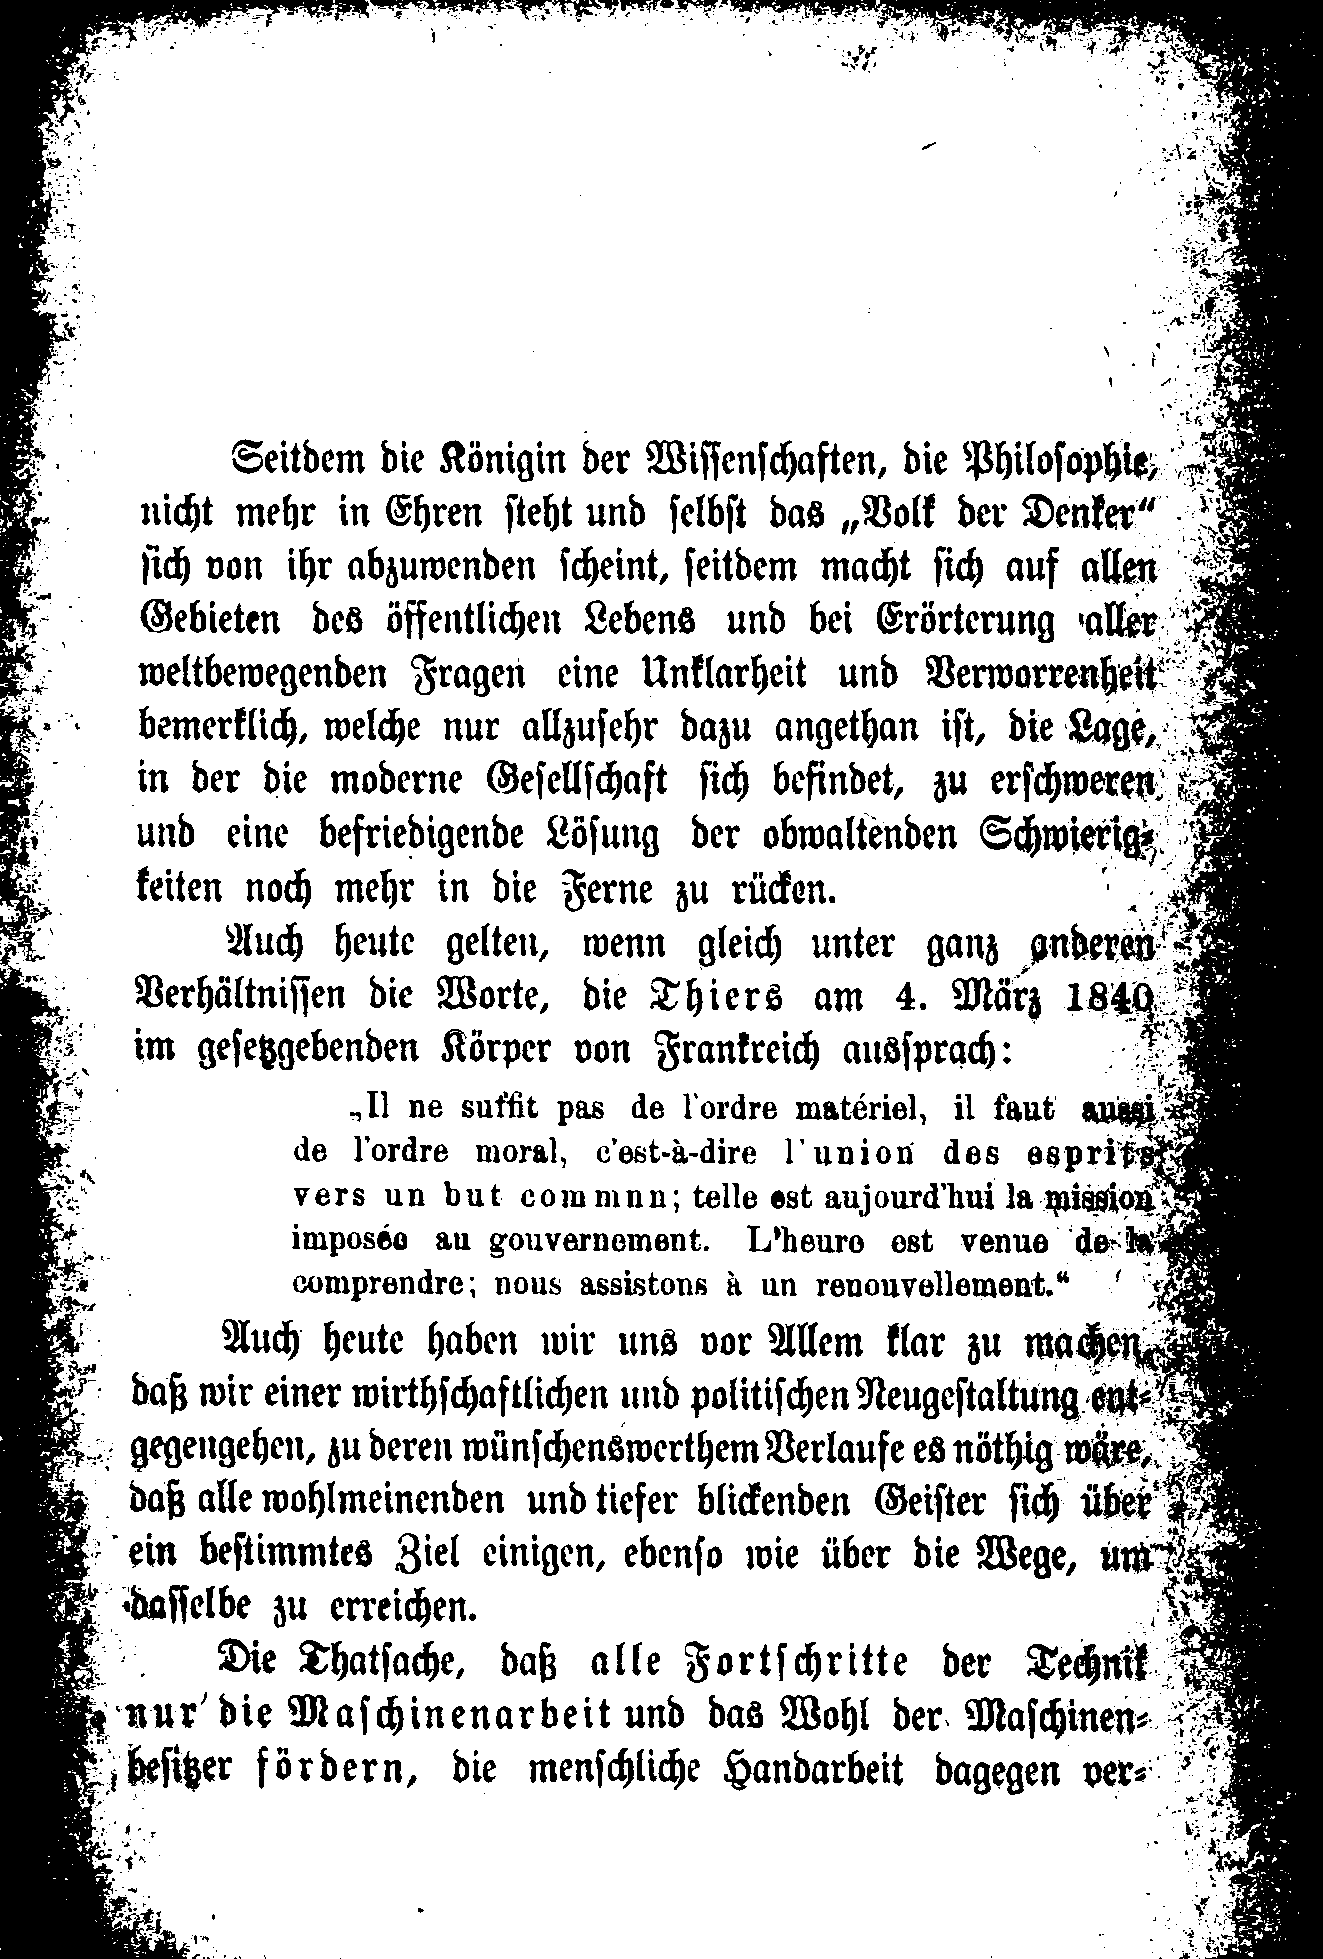 Seitdem die Königin der Wissenschaften, die Philosophie,
nicht mehr in Ehren steht und selbst das „Volk der Denker“
sich von ihr abzuwenden scheint, seitdem macht sich auf allen
Gebieten des öffentlichen Lebens und bei Erörterung aller
weltbewegenden Fragen eine Unklarheit und Verworrenheit
bemerklich, welche nur allzusehr dazu angethan ist, die Lage,
in der die moderne Gesellschaft sich befindet, zu erschweren
und eine befriedigende Lösung der obwaltenden Schwierig-
keiten noch mehr in die Ferne zu rücken.
Auch heute gelten, wenn gleich unter ganz anderen
Verhältnissen die Worte, die Thiers am 4. März 1840
im gesetzgebenden Körper von Frankreich aussprach:
„Il ne suffit pas de l'ordre matériel, il faut aussi
de l'ordre moral, c'est-à-dire l'union des esprits
vers un but commnn; telle est aujourd'hui la mission
imposée au gouvernement. L'heure est venue de la
comprendre; nous assistons à un renouvellement.“
Auch heute haben wir uns vor Allem klar zu machen,
daß wir einer wirthschaftlichen und politischen Neugestaltung ent-
gegengehen, zu deren wünschenswerthem Verlaufe es nöthig wäre,
daß alle wohlmeinenden und tiefer blickenden Geister sich über
ein bestimmtes Ziel einigen, ebenso wie über die Wege, um
dasselbe zu erreichen.
Die Thatsache, daß alle Fortschritte der Technik
nur die Maschinenarbeit und das Wohl der Maschinen-
besitzer fördern, die menschliche Handarbeit dagegen ver-